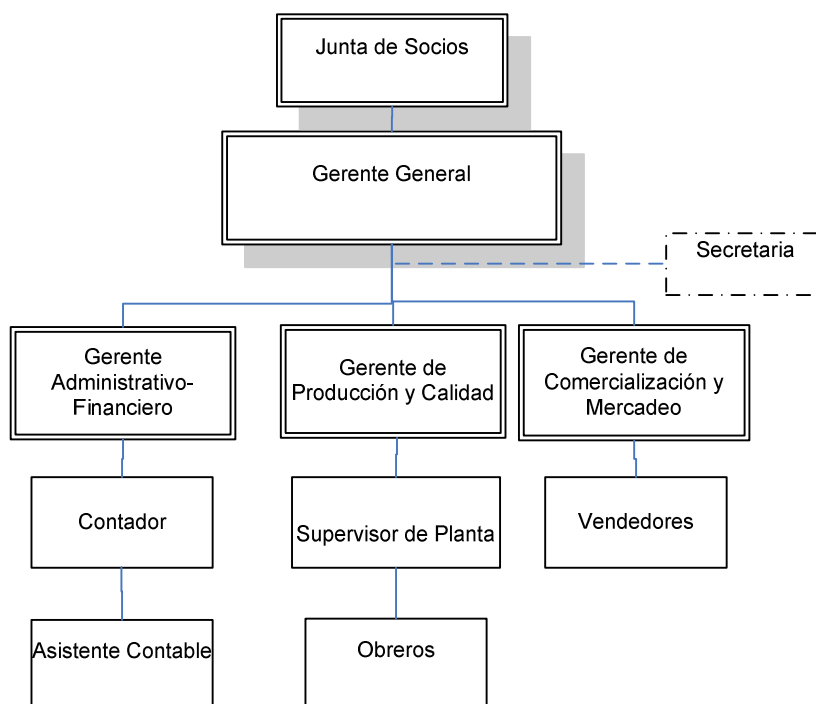 Junta de Socios
Gerente General
Secretaria
Gerente
Administrativo-
Financiero
Gerente de
Producción y Calidad
Gerente de
Comercialización y
Mercadeo
Contador
Supervisor de Planta
Vendedores
Asistente Contable
Obreros